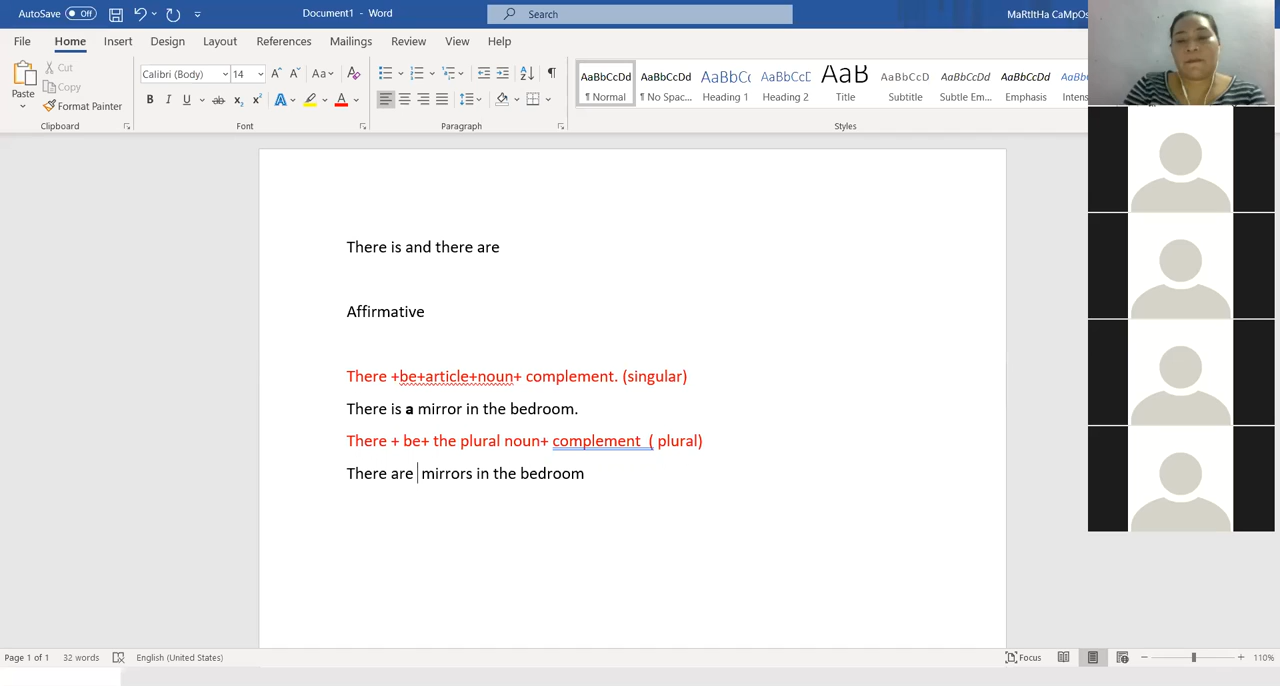 AutoSave Off Document1 - Word Search MaRtItHa CaMpOs
File Home Insert Design Layout References Mailings Review View Help
Paste Cut Copy Format Painter
Calibri (Body) 14 Aa
AaBbCcDd AaBbCcDd AaBbCc AaBbCcE AaB AaBbCcD AaBbCcDd AaBbCcDd
¶ Normal ¶ No Spac... Heading 1 Heading 2 Title Subtitle Subtle Em... Emphasis Intens
Clipboard Font Paragraph Styles
There is and there are
Affirmative
There +be+article+noun+ complement. (singular)
There is a mirror in the bedroom.
There + be+ the plural noun+ complement ( plural)
There are mirrors in the bedroom
Page 1 of 1 32 words English (United States) Focus 110%